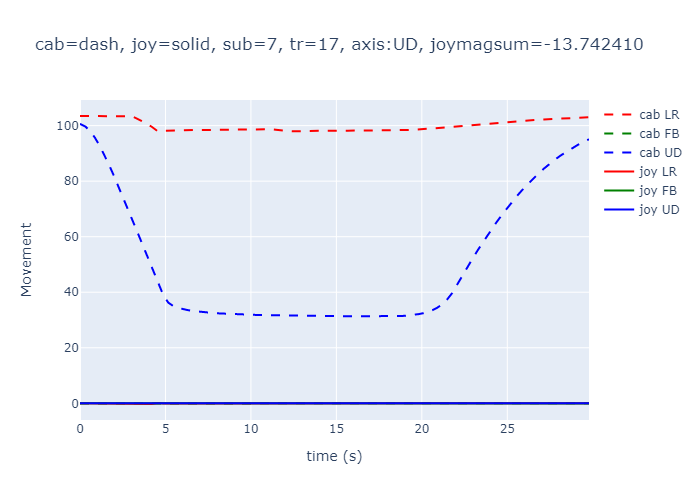 cab=dash, joy=solid, sub=7, tr=17, axis:UD, joymagsum=-13.742410
cab LR
cab FB
cab UD
joy LR
joy FB
joy UD
Movement
100
80
60
40
20
0
0 5 10 15 20 25
time (s)